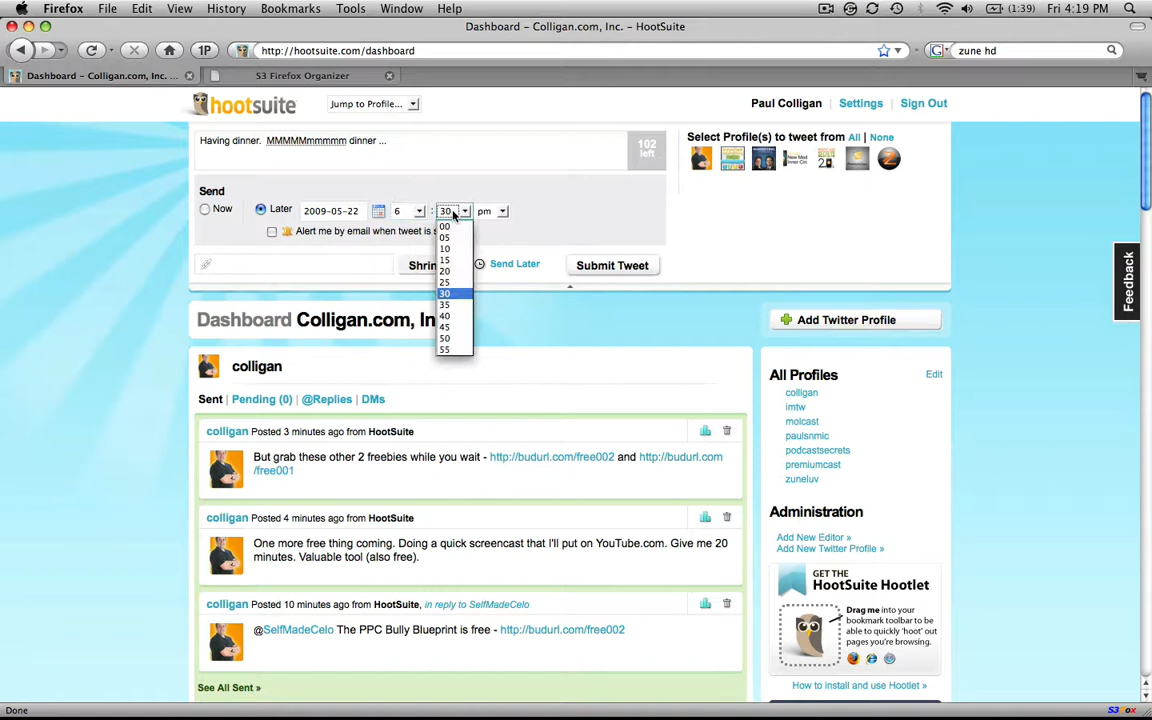 Firefox File Edit View History Bookmarks Tools Window Help (1:39) Fri 4:19 PM
Dashboard - Colligan.com, Inc. - HootSuite
1P http://hootsuite.com/dashboard zune hd
Dashboard - Colligan.com, Inc. ... S3 Firefox Organizer
hootsuite Jump to Profile... Paul Colligan Settings Sign Out
Having dinner. MMMMMmmmmm dinner ...
102
left
Select Profile(s) to tweet from All | None
Send
Now Later 2009-05-22 6 : 30 pm
Alert me by email when tweet is s
00
05
10
15
20
25
30
35
40
45
50
55
Shrin Send Later Submit Tweet
Feedback
Dashboard Colligan.com, In
Add Twitter Profile
colligan
Sent | Pending (0) | @Replies | DMs
colligan Posted 3 minutes ago from HootSuite
But grab these other 2 freebies while you wait - http://budurl.com/free002 and http://budurl.com
/free001
colligan Posted 4 minutes ago from HootSuite
One more free thing coming. Doing a quick screencast that I'll put on YouTube.com. Give me 20
minutes. Valuable tool (also free).
colligan Posted 10 minutes ago from HootSuite, in reply to SelfMadeCelo
@SelfMadeCelo The PPC Bully Blueprint is free - http://budurl.com/free002
See All Sent »
All Profiles Edit
colligan
imtw
molcast
paulsnmic
podcastsecrets
premiumcast
zuneluv
Administration
Add New Editor »
Add New Twitter Profile »
GET THE
HootSuite Hootlet
Drag me into your
bookmark toolbar to
be able to quickly 'hoot' out
pages you're browsing.
How to install and use Hootlet »
Done S3Fox